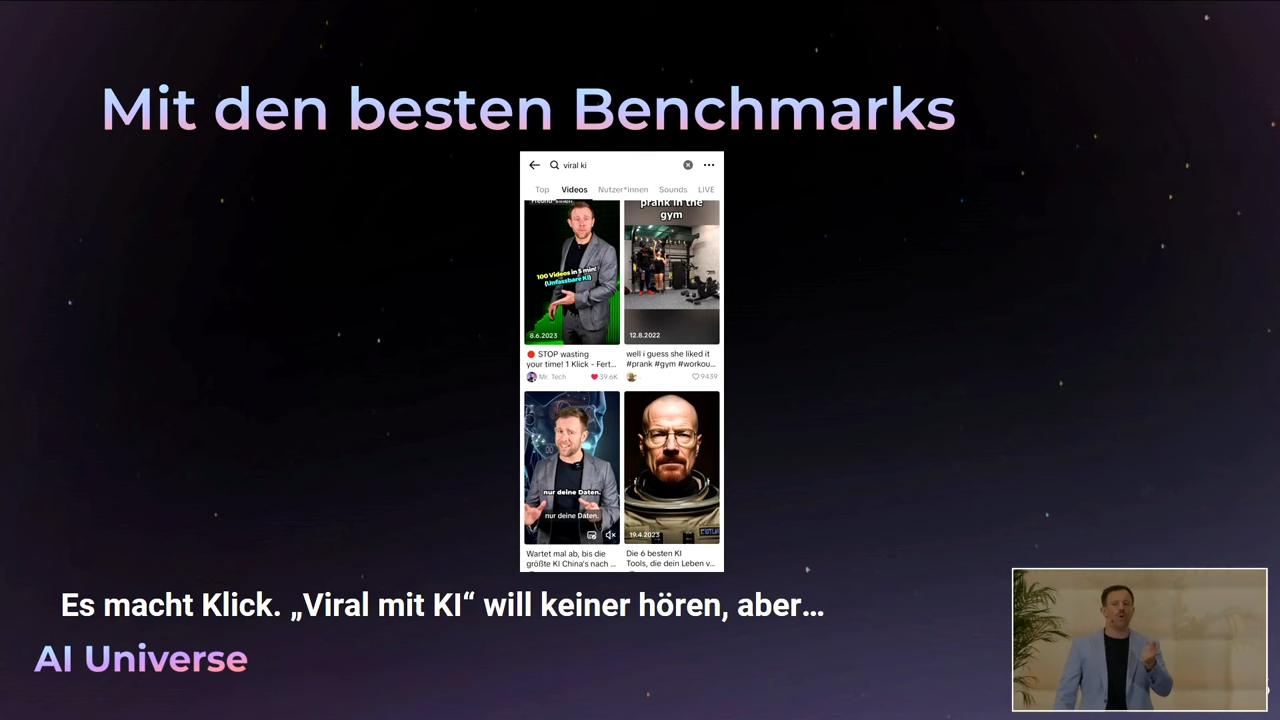 Mit den besten Benchmarks
viral ki
Top Videos Nutzer*innen Sounds LIVE
100 Videos in 5 min!
(Unfassbare KI)
8.6.2023
STOP wasting
your time! 1 Klick - Fert...
Mr. Tech 39.6K
prank in the
gym
12.8.2022
well i guess she liked it
#prank #gym #workou...
9439
nur deine Daten.
nur deine Daten.
Wartet mal ab, bis die
größte KI China's nach ...
19.4.2023
Die 6 besten KI
Tools, die dein Leben v...
Es macht Klick. „Viral mit KI“ will keiner hören, aber...
AI Universe